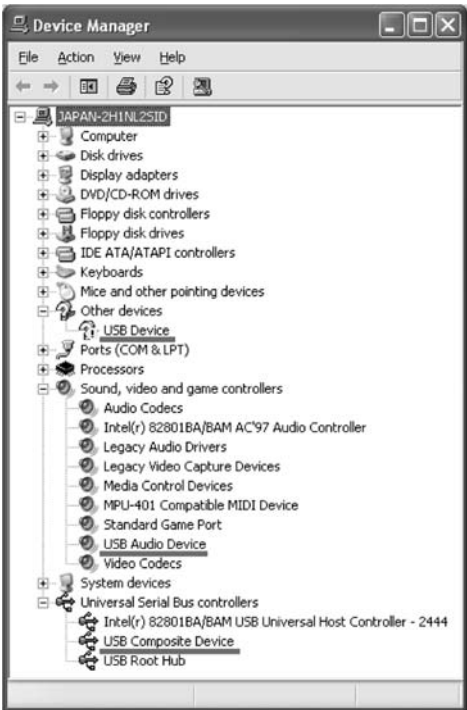 Device Manager
File Action View Help
JAPAN-2H1NL2SID
Computer
Disk drives
Display adapters
DVD/CD-ROM drives
Floppy disk controllers
Floppy disk drives
IDE ATA/ATAPI controllers
Keyboards
Mice and other pointing devices
Other devices
USB Device
Ports (COM & LPT)
Processors
Sound, video and game controllers
Audio Codecs
Intel(r) 82801BA/BAM AC'97 Audio Controller
Legacy Audio Drivers
Legacy Video Capture Devices
Media Control Devices
MPU-401 Compatible MIDI Device
Standard Game Port
USB Audio Device
Video Codecs
System devices
Universal Serial Bus controllers
Intel(r) 82801BA/BAM USB Universal Host Controller - 2444
USB Composite Device
USB Root Hub